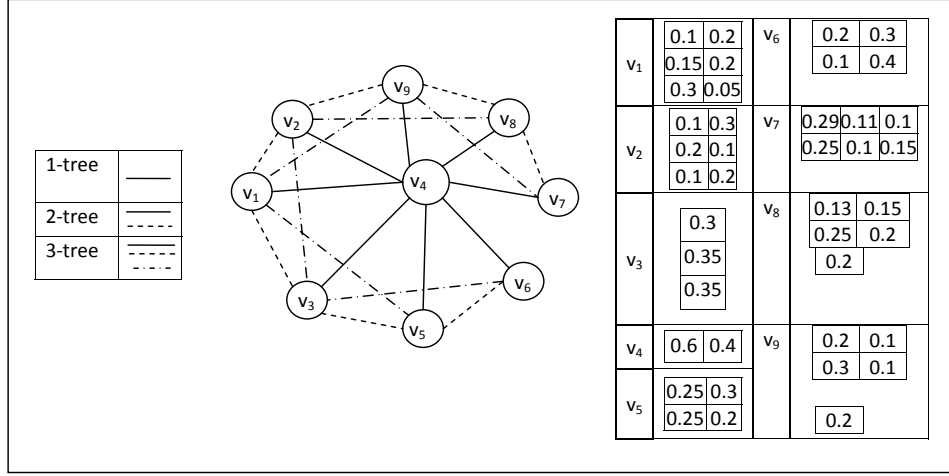 1-tree
2-tree
3-tree
v9
v2
v8
v4
v1
v7
v6
v3
v5
v1
0.1 0.2
0.15 0.2
0.3 0.05
v6
0.2 0.3
0.1 0.4
v2
0.1 0.3
0.2 0.1
0.1 0.2
v7
0.29 0.11 0.1
0.25 0.1 0.15
v3
0.3
0.35
0.35
v8
0.13 0.15
0.25 0.2
0.2
v4
0.6 0.4
v9
0.2 0.1
0.3 0.1
0.2
v5
0.25 0.3
0.25 0.2